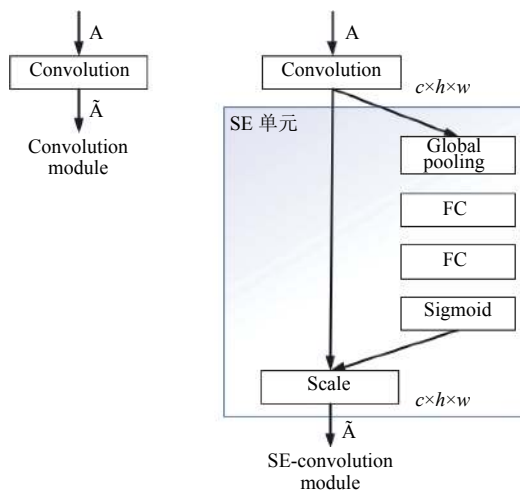 A
Convolution
Ã
Convolution
module
A
Convolution
c×h×w
SE 单元
Global
pooling
FC
FC
Sigmoid
Scale
c×h×w
Ã
SE-convolution
module